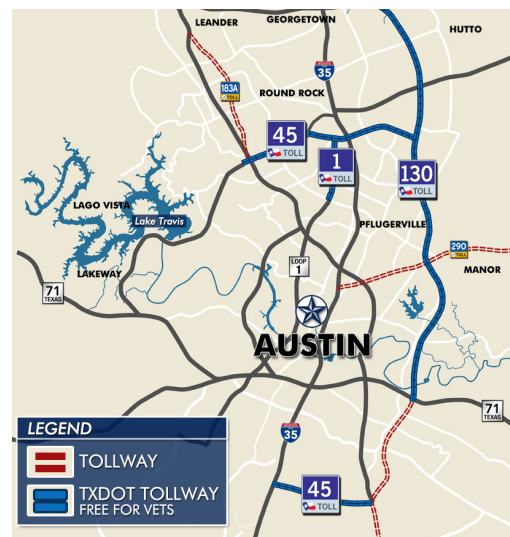 LEANDER
GEORGETOWN
HUTTO
35
183A
TOLL
ROUND ROCK
45
TOLL
1
TOLL
130
TOLL
LAGO VISTA
Lake Travis
PFLUGERVILLE
290
TOLL
LAKEWAY
LOOP
1
MANOR
71
TEXAS
AUSTIN
71
TEXAS
LEGEND
TOLLWAY
TXDOT TOLLWAY
FREE FOR VETS
35
45
TOLL